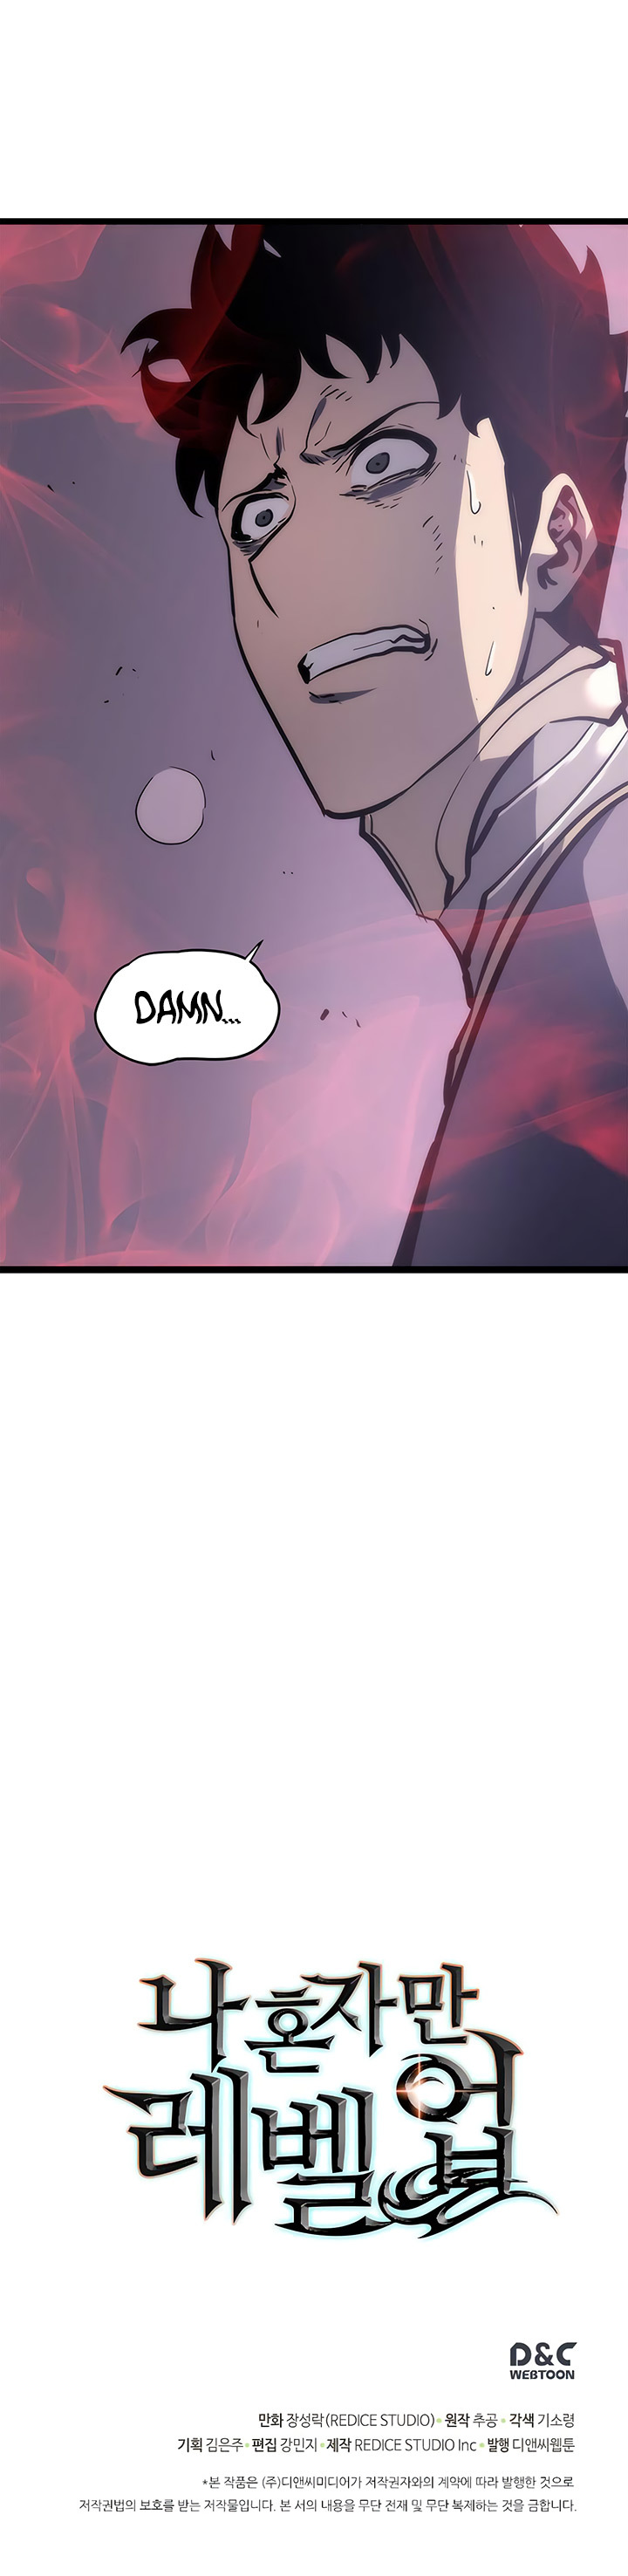 DAMN...
나 혼자만
레벨업
D&C
WEBTOON
만화 장성락(REDICE STUDIO)•원작 추공•각색 기소령
기획 김은주•편집 강민지•제작 REDICE STUDIO Inc•발행 디앤씨웹툰
*본 작품은 (주)디앤씨미디어가 저작권자와의 계약에 따라 발행한 것으로
저작권법의 보호를 받는 저작물입니다. 본 서의 내용을 무단 전재 및 무단 복제하는 것을 금합니다.